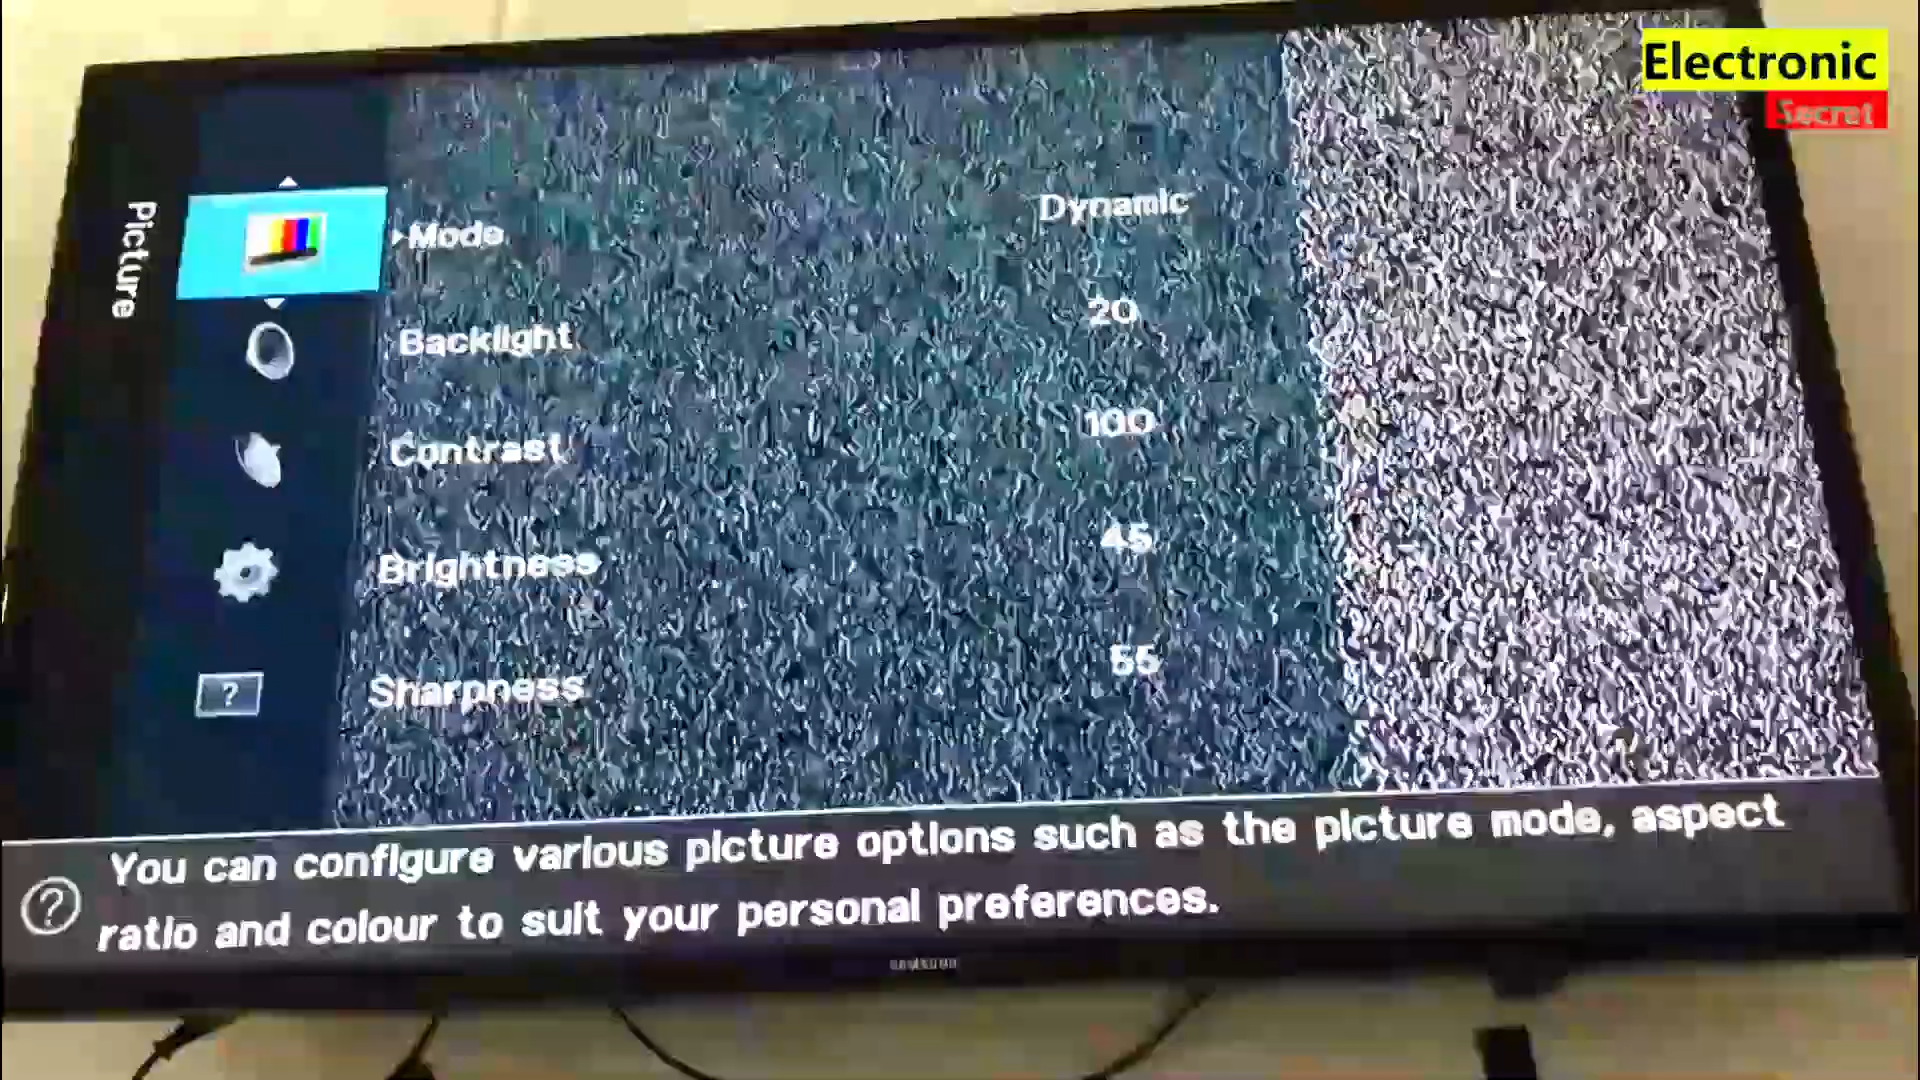 Electronic
Secret
Picture
Mode Dynamic
Backlight 20
Contrast 100
Brightness 45
Sharpness 55
?
You can configure various picture options such as the picture mode, aspect
? ratio and colour to suit your personal preferences.
SAMSUNG